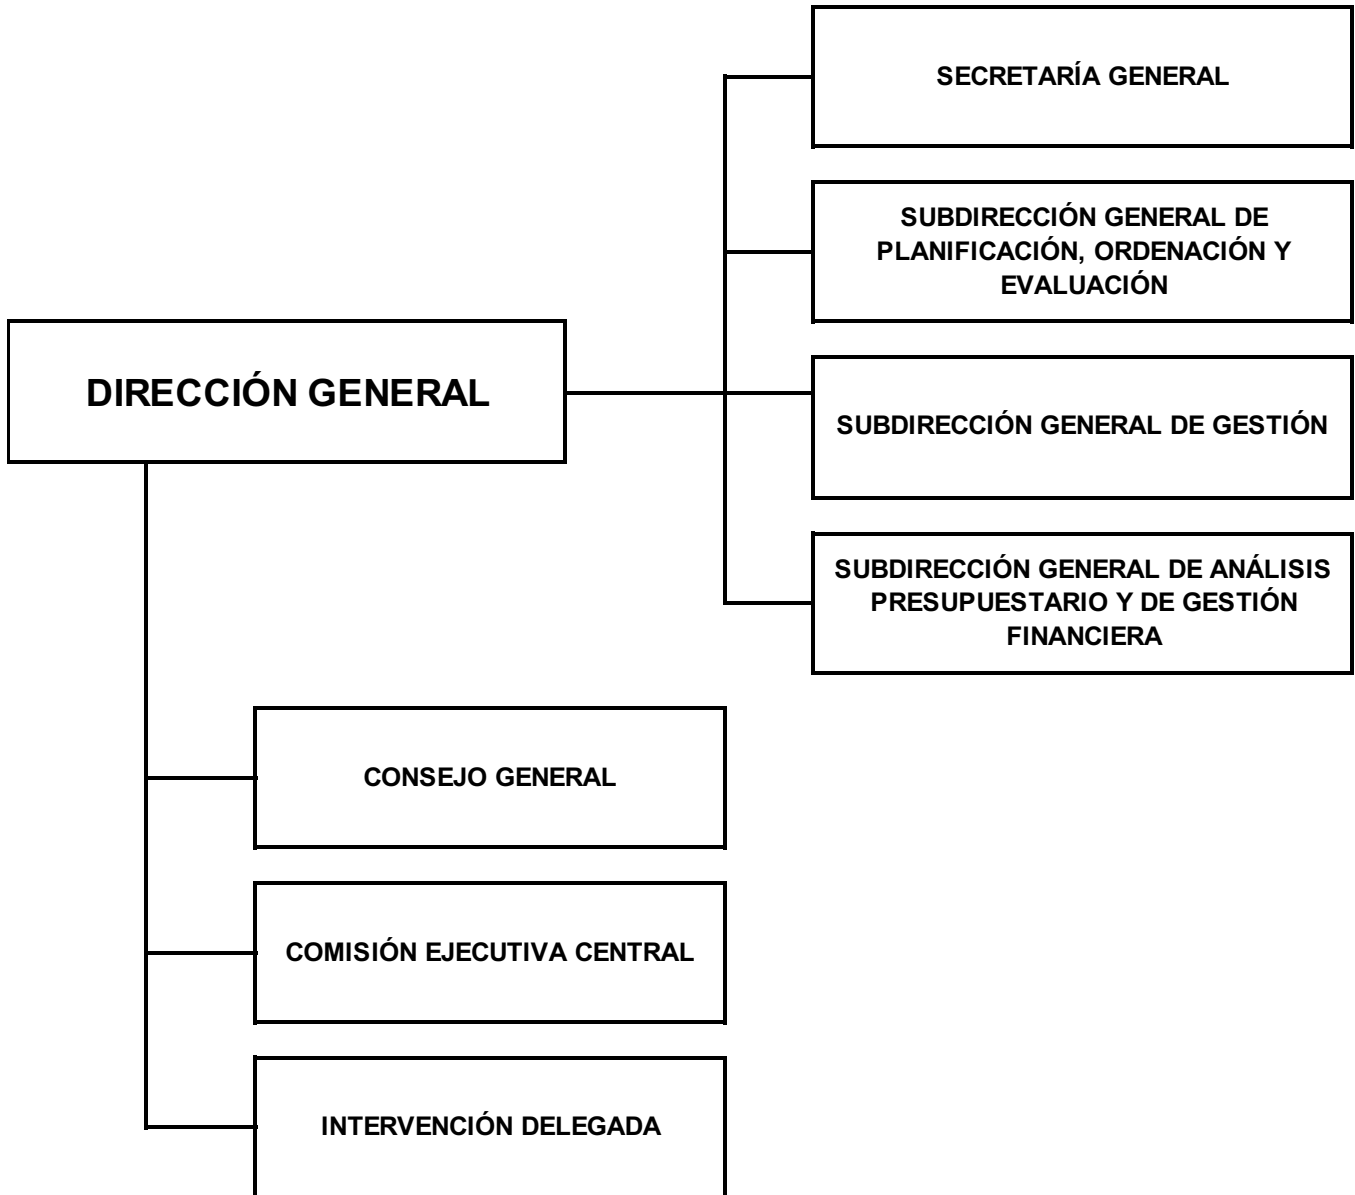 SECRETARÍA GENERAL
SUBDIRECCIÓN GENERAL DE
PLANIFICACIÓN, ORDENACIÓN Y
EVALUACIÓN
DIRECCIÓN GENERAL
SUBDIRECCIÓN GENERAL DE GESTIÓN
SUBDIRECCIÓN GENERAL DE ANÁLISIS
PRESUPUESTARIO Y DE GESTIÓN
FINANCIERA
CONSEJO GENERAL
COMISIÓN EJECUTIVA CENTRAL
INTERVENCIÓN DELEGADA